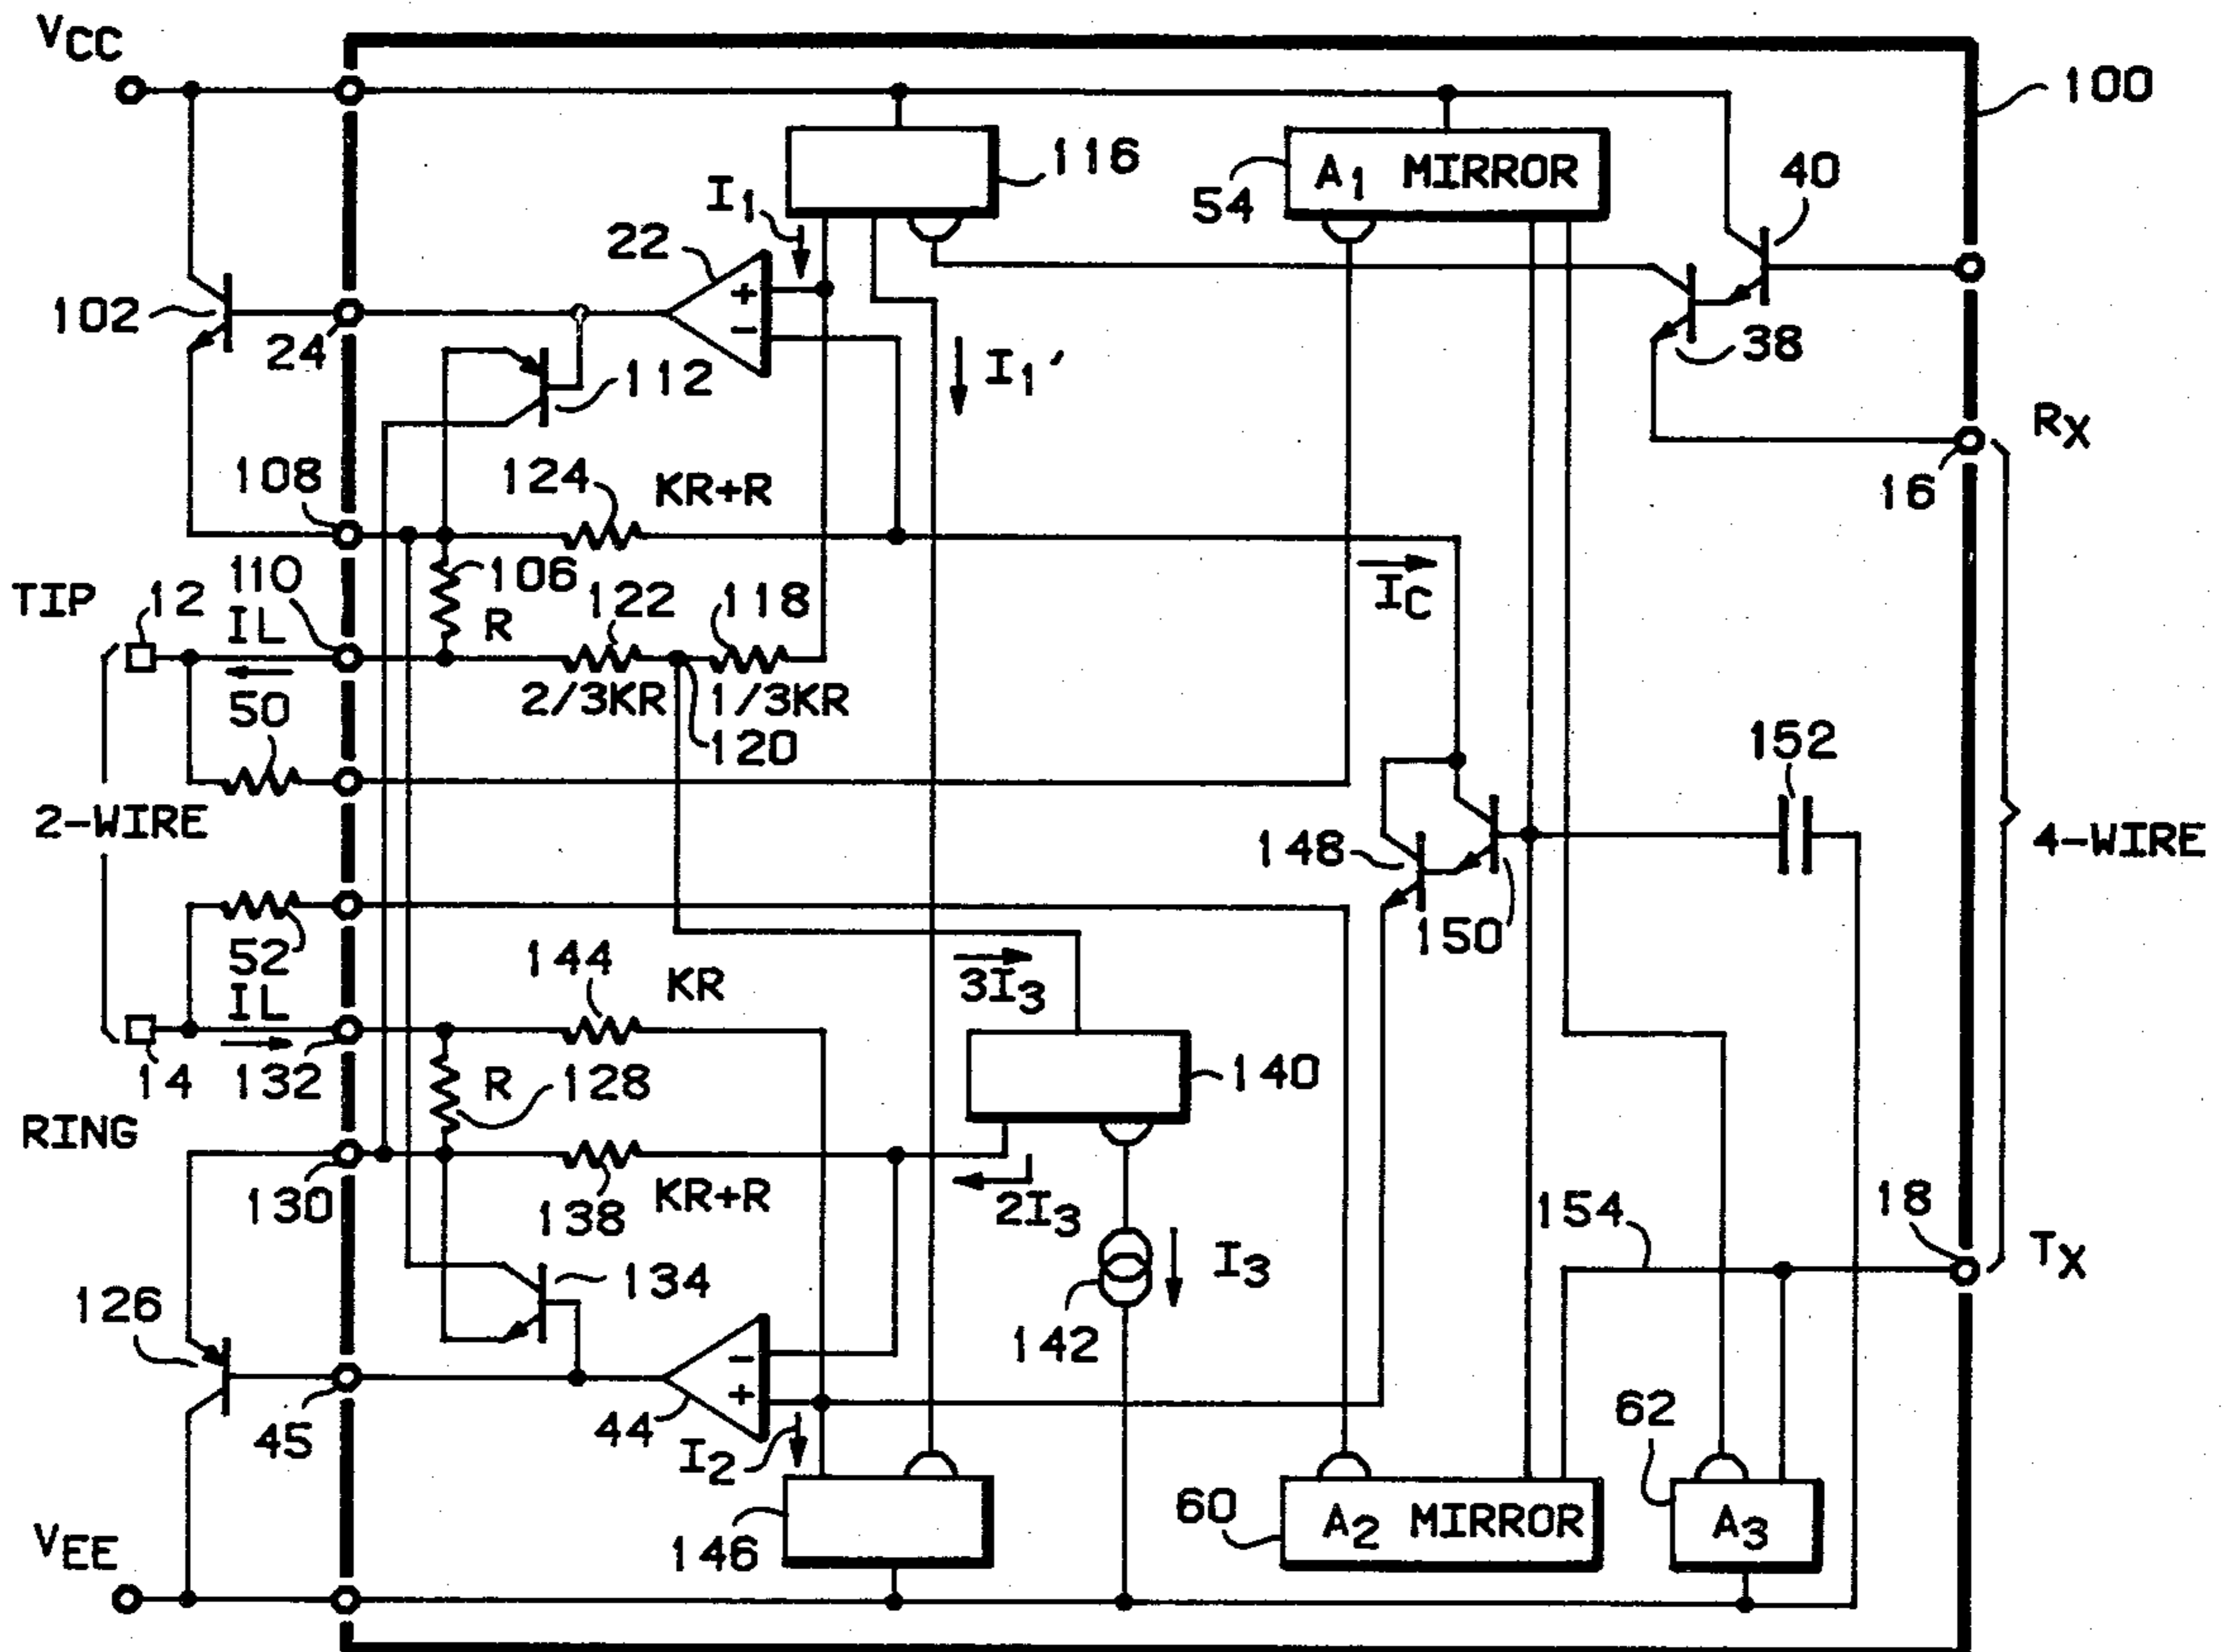 VCC
100
116
A1 MIRROR
54
40
I1
22
+
−
102
24
112
I1′
38
RX
16
108
124
KR+R
106
R
110
TIP
12
IL
122
118
IC
2/3KR
1/3KR
120
50
152
2-WIRE
148
150
4-WIRE
52
144
KR
3I3
IL
14
132
R
128
140
RING
130
138
KR+R
2I3
154
18
TX
I3
142
134
126
45
−
+
44
I2
62
146
60
A2 MIRROR
A3
VEE